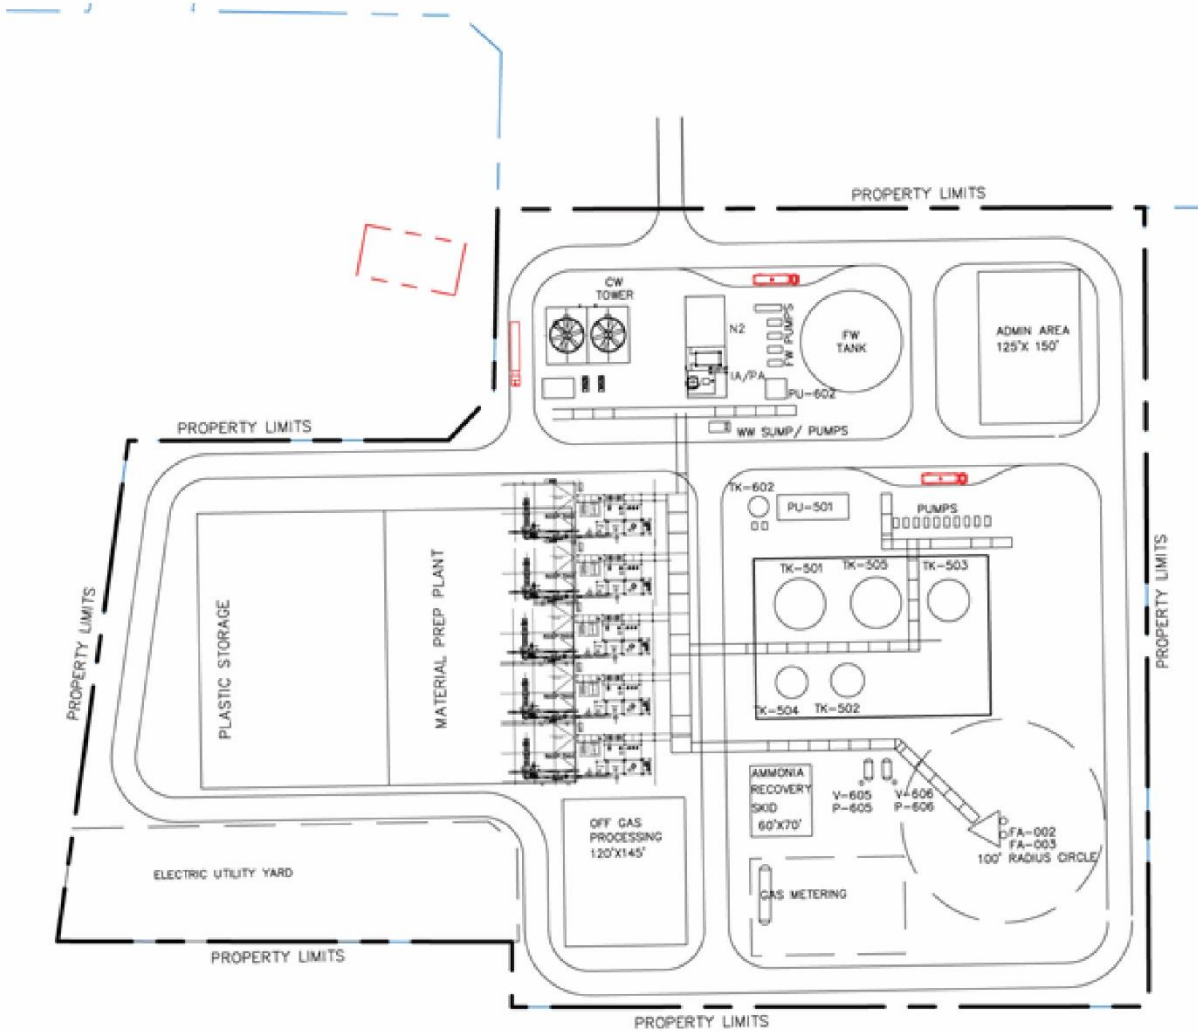 PROPERTY LIMITS
CW
TOWER
N2
FW PUMPS
FW
TANK
ADMIN AREA
125'X 150'
IA/PA
PU-602
PROPERTY LIMITS
WW SUMP/ PUMPS
TK-602
PU-501
PUMPS
TK-501
TK-505
TK-503
PROPERTY LIMITS
PROPERTY LIMITS
PLASTIC STORAGE
MATERIAL PREP PLANT
TK-504
TK-502
AMMONIA
RECOVERY
SKID
60'X70'
V-605
P-605
V-606
P-606
OFF GAS
PROCESSING
120'X145'
FA-002
FA-003
100' RADIUS CIRCLE
ELECTRIC UTILITY YARD
GAS METERING
PROPERTY LIMITS
PROPERTY LIMITS